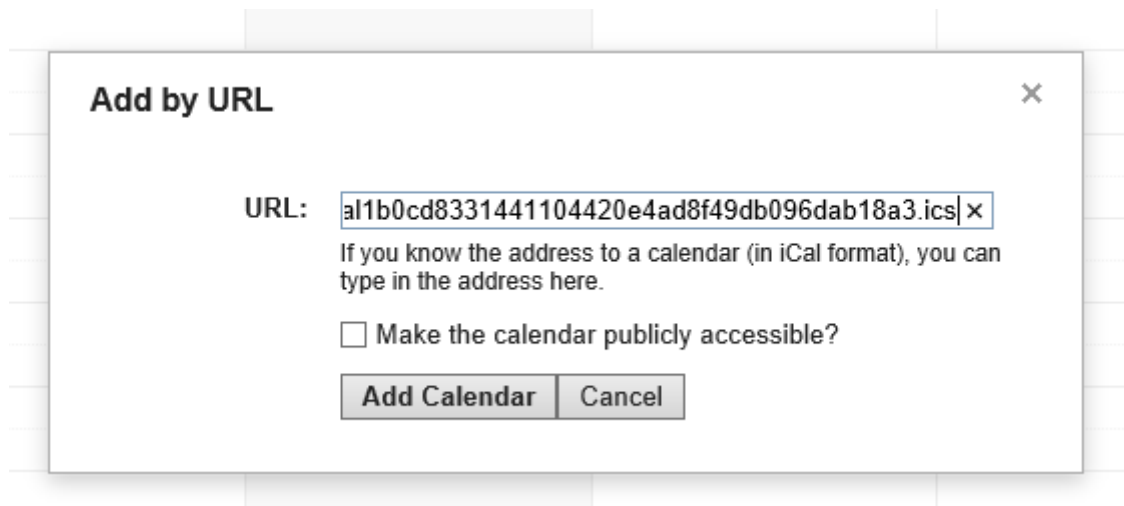 Add by URL
URL: al1b0cd8331441104420e4ad8f49db096dab18a3.ics
If you know the address to a calendar (in iCal format), you can
type in the address here.
Make the calendar publicly accessible?
Add Calendar Cancel